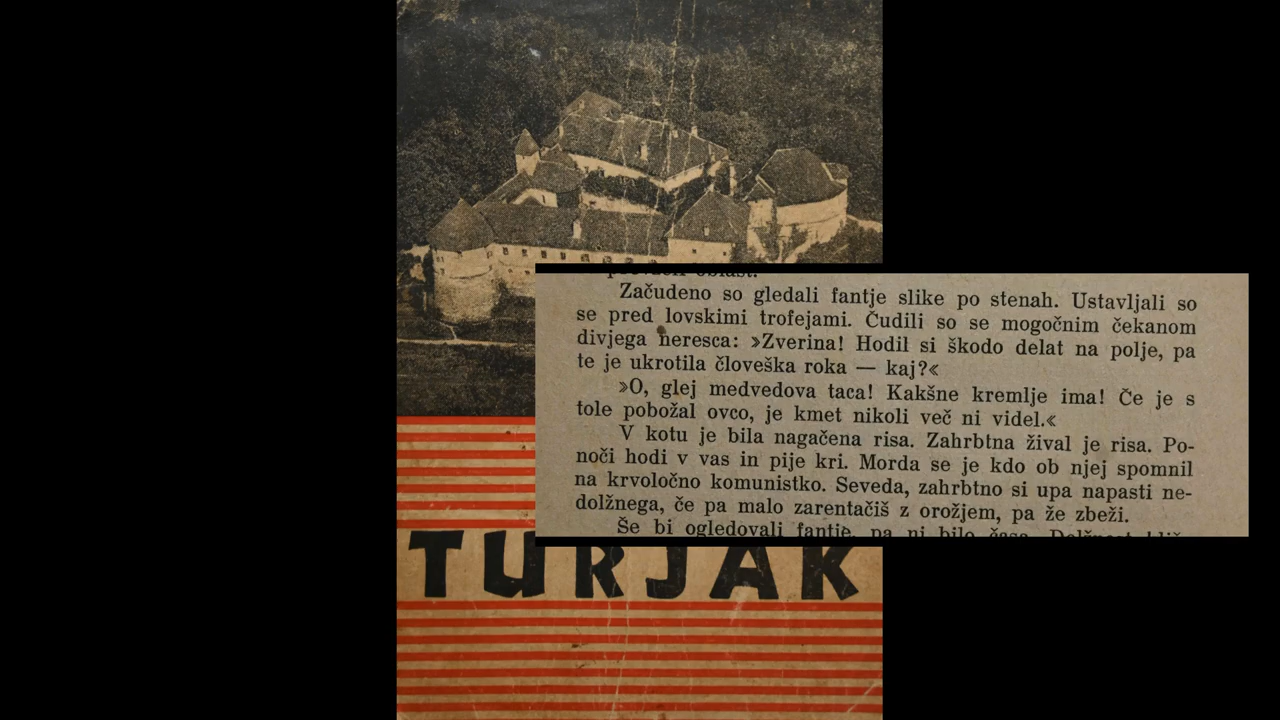 Začudeno so gledali fantje slike po stenah. Ustavljali so
se pred lovskimi trofejami. Čudili so se mogočnim čekanom
divjega neresca: »Zverina! Hodil si škodo delat na polje, pa
te je ukrotila človeška roka — kaj?«
»O, glej medvedova taca! Kakšne kremlje ima! Če je s
tole pobožal ovco, je kmet nikoli več ni videl.«
V kotu je bila nagačena risa. Zahrbtna žival je risa. Po-
noči hodi v vas in pije kri. Morda se je kdo ob njej spomnil
na krvoločno komunistko. Seveda, zahrbtno si upa napasti ne-
dolžnega, če pa malo zarentačiš z orožjem, pa že zbeži.
Še bi ogledovali fantje, pa ni bilo časa.
TURJAK